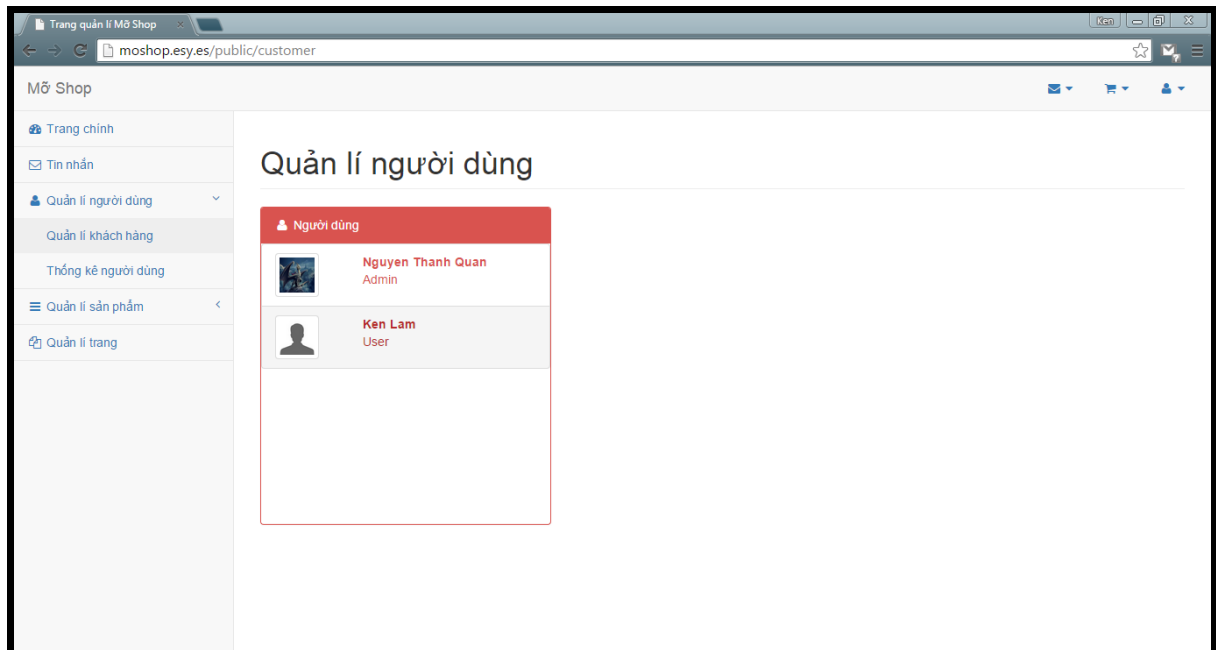 Trang quản lí Mỡ Shop
Ken
moshop.esy.es/public/customer
Mỡ Shop
Trang chính
Tin nhắn
Quản lí người dùng
Quản lí khách hàng
Thống kê người dùng
Quản lí sản phẩm
Quản lí trang
Quản lí người dùng
Người dùng
Nguyen Thanh Quan
Admin
Ken Lam
User